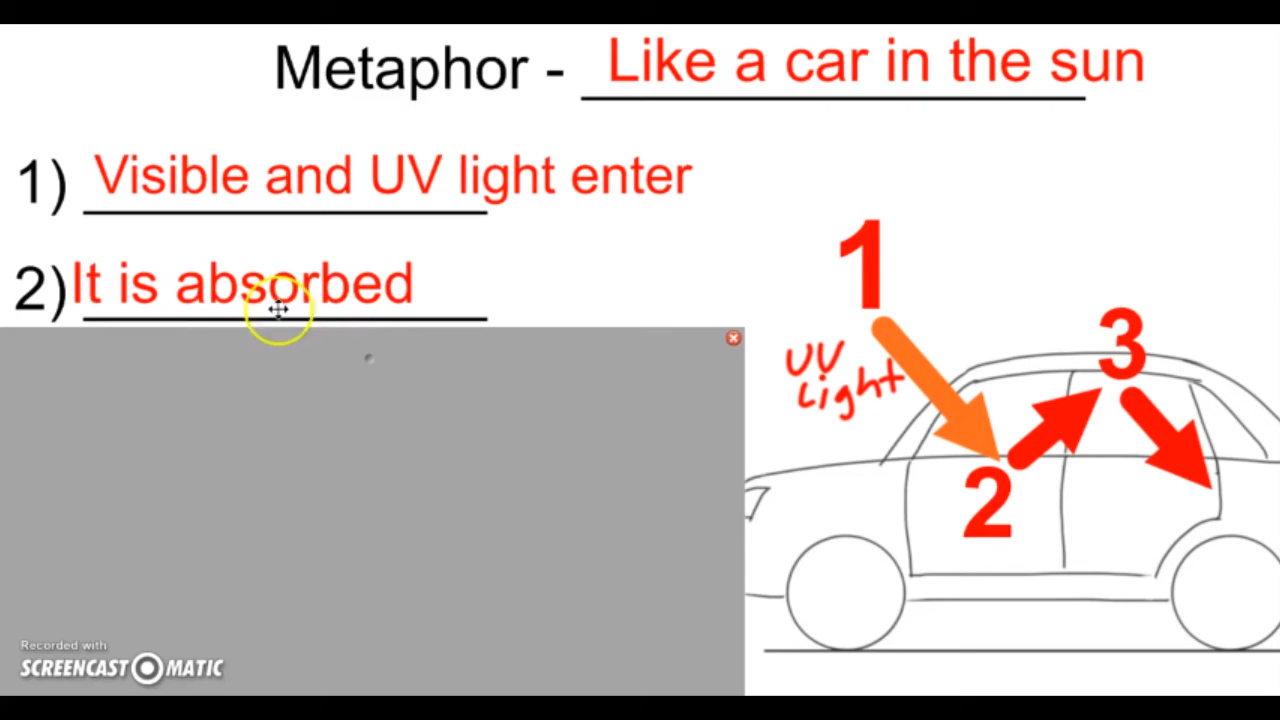 Metaphor - Like a car in the sun
1) Visible and UV light enter
2) It is absorbed
1
UV
Light
3
2
Recorded with
SCREENCAST MATIC